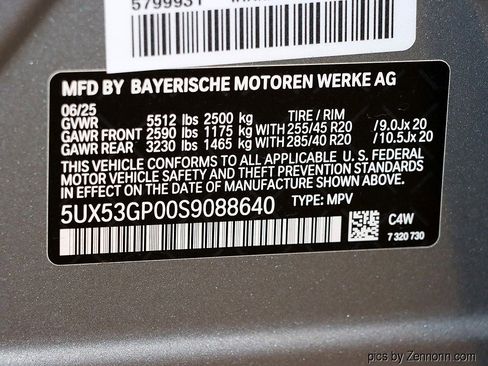 5799931
MFD BY BAYERISCHE MOTOREN WERKE AG
06/25
GVWR 5512 lbs 2500 kg TIRE / RIM
GAWR FRONT 2590 lbs 1175 kg WITH 255/45 R20 /9.0Jx 20
GAWR REAR 3230 lbs 1465 kg WITH 285/40 R20 /10.5Jx 20
THIS VEHICLE CONFORMS TO ALL APPLICABLE U.S. FEDERAL
MOTOR VEHICLE SAFETY, BUMPER, AND THEFT PREVENTION STANDARDS
IN EFFECT ON THE DATE OF MANUFACTURE SHOWN ABOVE.
5UX53GP00S9088640 TYPE: MPV
C4W
7 320 730
pics by Zennonn.com